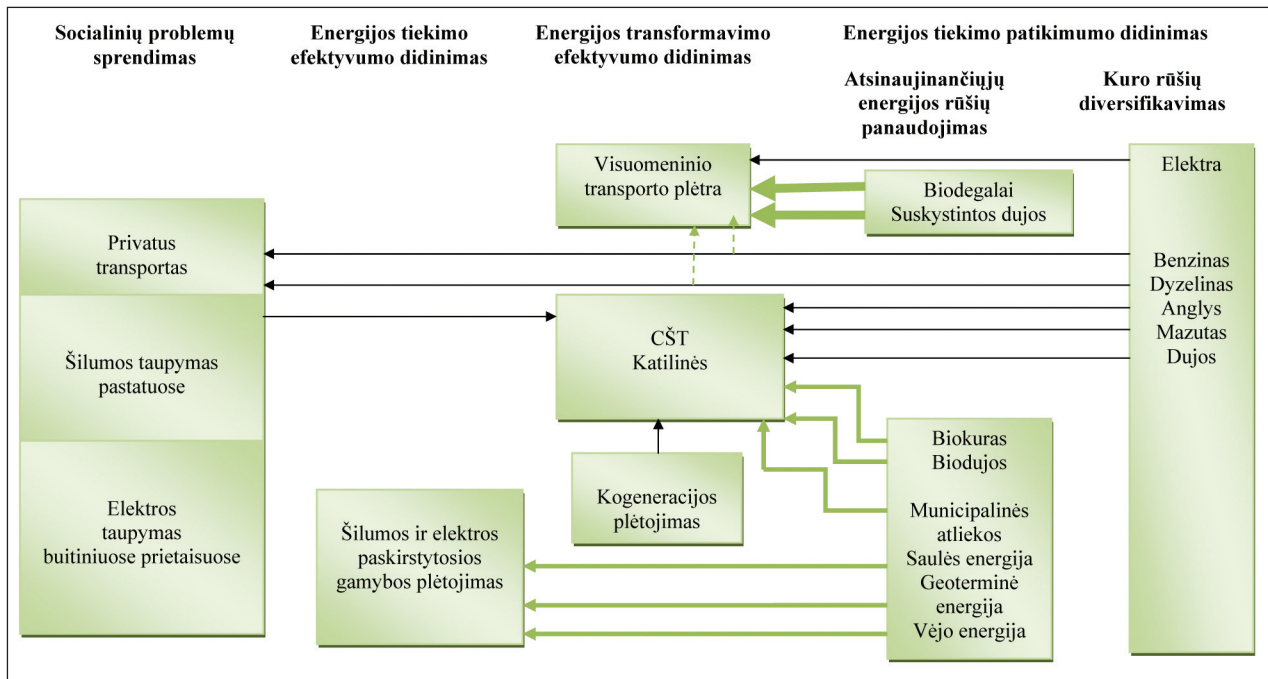 Socialinių problemų
sprendimas
Energijos tiekimo
efektyvumo didinimas
Energijos transformavimo
efektyvumo didinimas
Energijos tiekimo patikimumo didinimas
Atsinaujinančiųjų
energijos rūšių
panaudojimas
Kuro rūšių
diversifikavimas
Visuomeninio
transporto plėtra
Biodegalai
Suskystintos dujos
Elektra
Benzinas
Dyzelinas
Anglys
Mazutas
Dujos
Privatus
transportas
Šilumos taupymas
pastatuose
Elektros
taupymas
buitiniuose prietaisuose
CŠT
Katilinės
Kogeneracijos
plėtojimas
Šilumos ir elektros
paskirstytosios
gamybos plėtojimas
Biokuras
Biodujos
Municipalinės
atliekos
Saulės energija
Geoterminė
energija
Vėjo energija